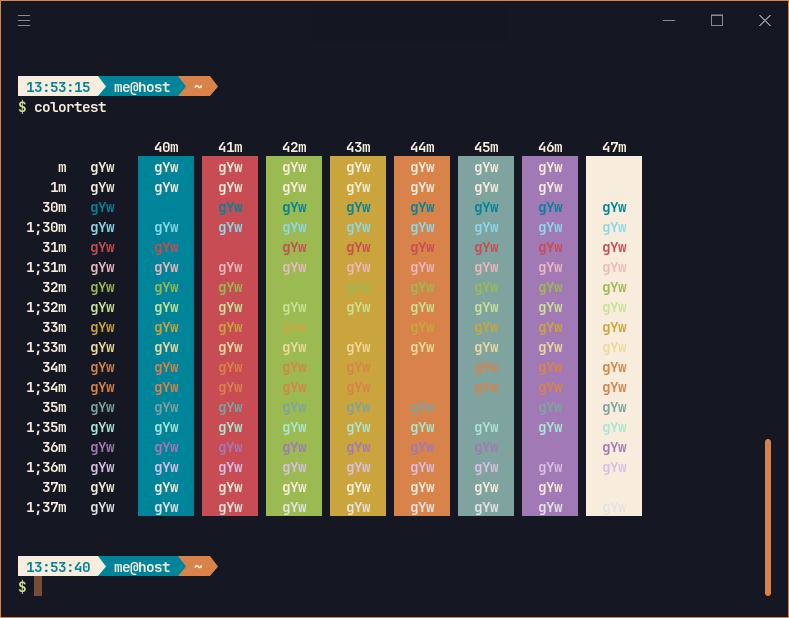 13:53:15 me@host ~
$ colortest
40m 41m 42m 43m 44m 45m 46m 47m
m gYw gYw gYw gYw gYw gYw gYw gYw
1m gYw gYw gYw gYw gYw gYw gYw gYw
30m gYw gYw gYw gYw gYw gYw gYw gYw
1;30m gYw gYw gYw gYw gYw gYw gYw gYw gYw
31m gYw gYw gYw gYw gYw gYw gYw gYw
1;31m gYw gYw gYw gYw gYw gYw gYw gYw gYw
32m gYw gYw gYw gYw gYw gYw gYw gYw
1;32m gYw gYw gYw gYw gYw gYw gYw gYw gYw
33m gYw gYw gYw gYw gYw gYw gYw gYw
1;33m gYw gYw gYw gYw gYw gYw gYw gYw gYw
34m gYw gYw gYw gYw gYw gYw gYw gYw
1;34m gYw gYw gYw gYw gYw gYw gYw gYw
35m gYw gYw gYw gYw gYw gYw gYw gYw
1;35m gYw gYw gYw gYw gYw gYw gYw gYw gYw
36m gYw gYw gYw gYw gYw gYw gYw gYw
1;36m gYw gYw gYw gYw gYw gYw gYw gYw gYw
37m gYw gYw gYw gYw gYw gYw gYw gYw
1;37m gYw gYw gYw gYw gYw gYw gYw gYw gYw
13:53:40 me@host ~
$